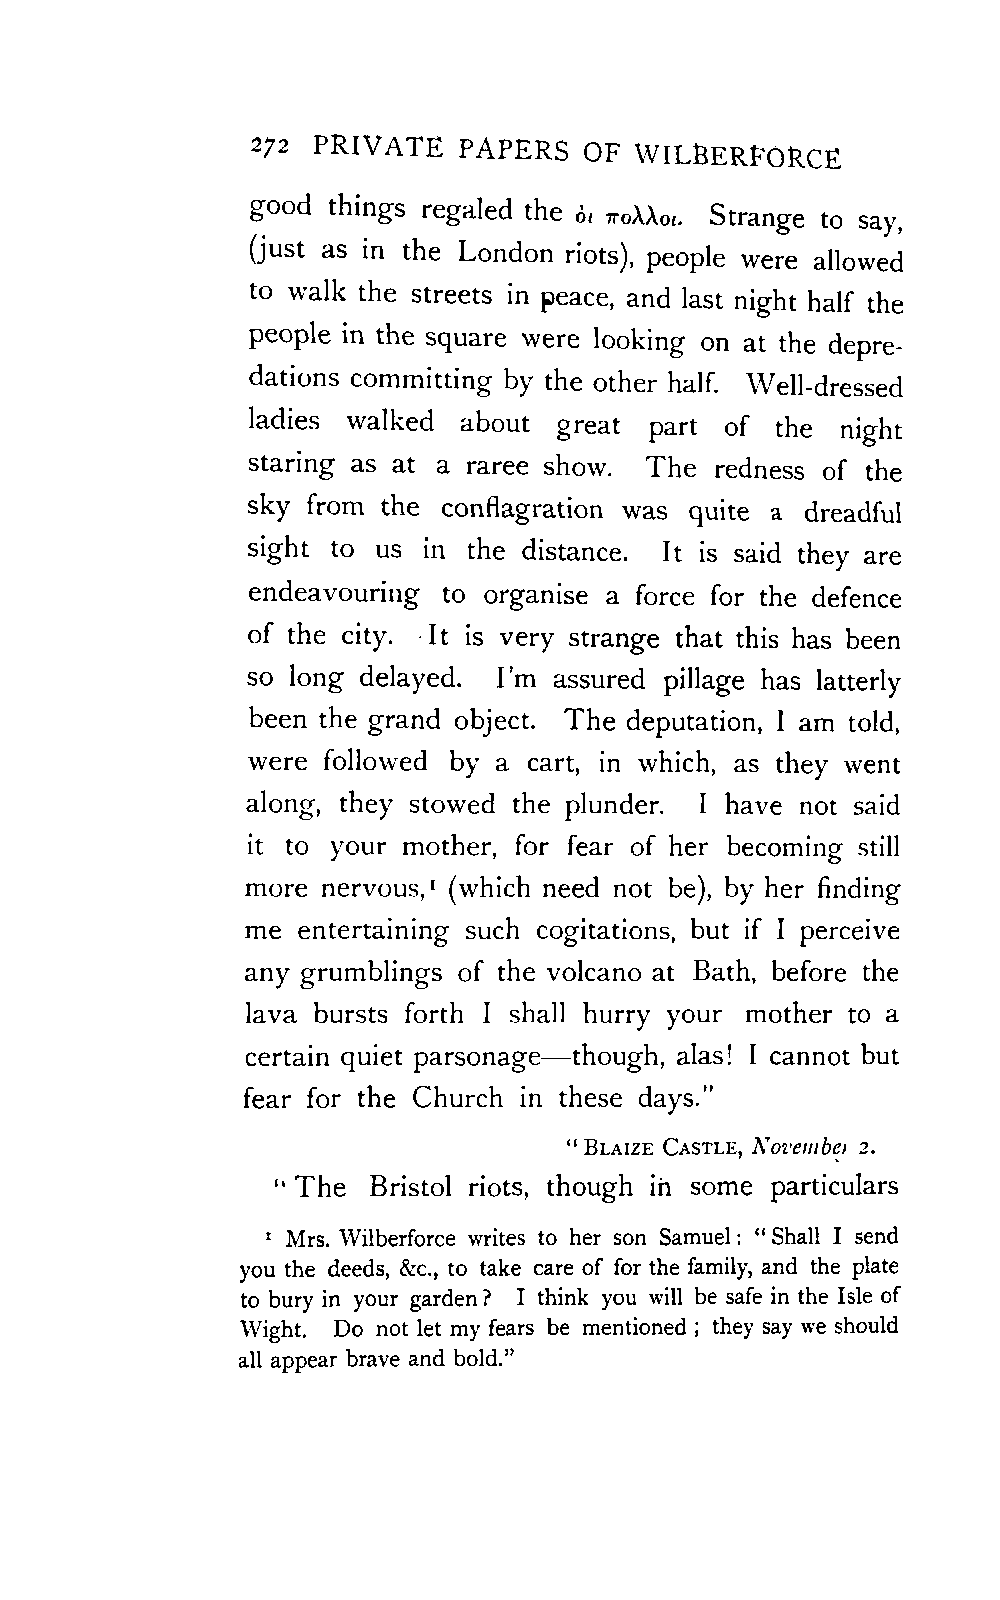 272 PRIVATE PAPERS OF WILBERFORCE
good things regaled the ὁι πολλοι. Strange to say,
(just as in the London riots), people were allowed
to walk the streets in peace, and last night half the
people in the square were looking on at the depre-
dations committing by the other half. Well-dressed
ladies walked about great part of the night
staring as at a raree show. The redness of the
sky from the conflagration was quite a dreadful
sight to us in the distance. It is said they are
endeavouring to organise a force for the defence
of the city. It is very strange that this has been
so long delayed. I'm assured pillage has latterly
been the grand object. The deputation, I am told,
were followed by a cart, in which, as they went
along, they stowed the plunder. I have not said
it to your mother, for fear of her becoming still
more nervous,¹ (which need not be), by her finding
me entertaining such cogitations, but if I perceive
any grumblings of the volcano at Bath, before the
lava bursts forth I shall hurry your mother to a
certain quiet parsonage—though, alas! I cannot but
fear for the Church in these days."
"BLAIZE CASTLE, November 2.
"The Bristol riots, though in some particulars
¹ Mrs. Wilberforce writes to her son Samuel: "Shall I send
you the deeds, &c., to take care of for the family, and the plate
to bury in your garden? I think you will be safe in the Isle of
Wight. Do not let my fears be mentioned; they say we should
all appear brave and bold."